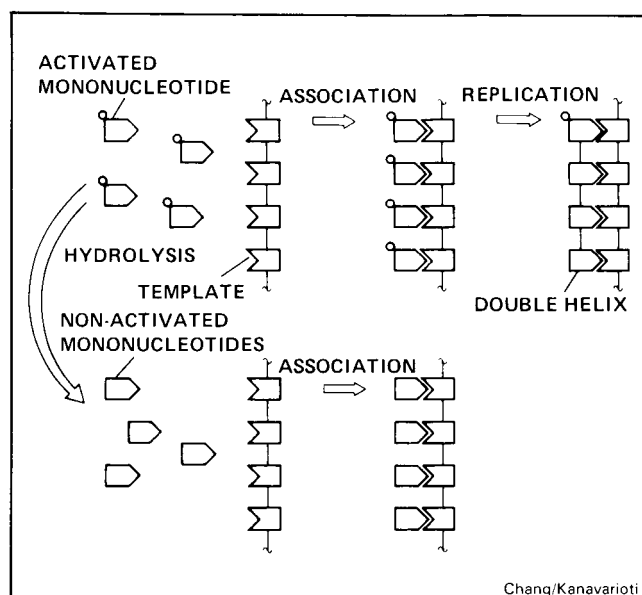 ACTIVATED
MONONUCLEOTIDE
ASSOCIATION
REPLICATION
HYDROLYSIS
TEMPLATE
DOUBLE HELIX
NON-ACTIVATED
MONONUCLEOTIDES
ASSOCIATION
Chang/Kanavarioti